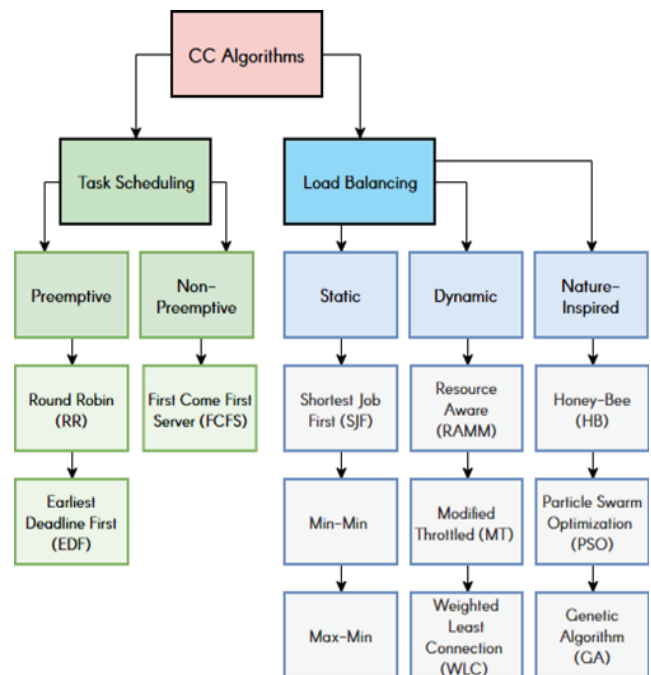 CC Algorithms
Task Scheduling
Load Balancing
Preemptive
Non-
Preemptive
Static
Dynamic
Nature-
Inspired
Round Robin
(RR)
First Come First
Server (FCFS)
Shortest Job
First (SJF)
Resource
Aware
(RAMM)
Honey-Bee
(HB)
Earliest
Deadline First
(EDF)
Min-Min
Modified
Throttled (MT)
Particle Swarm
Optimization
(PSO)
Max-Min
Weighted
Least
Connection
(WLC)
Genetic
Algorithm
(GA)